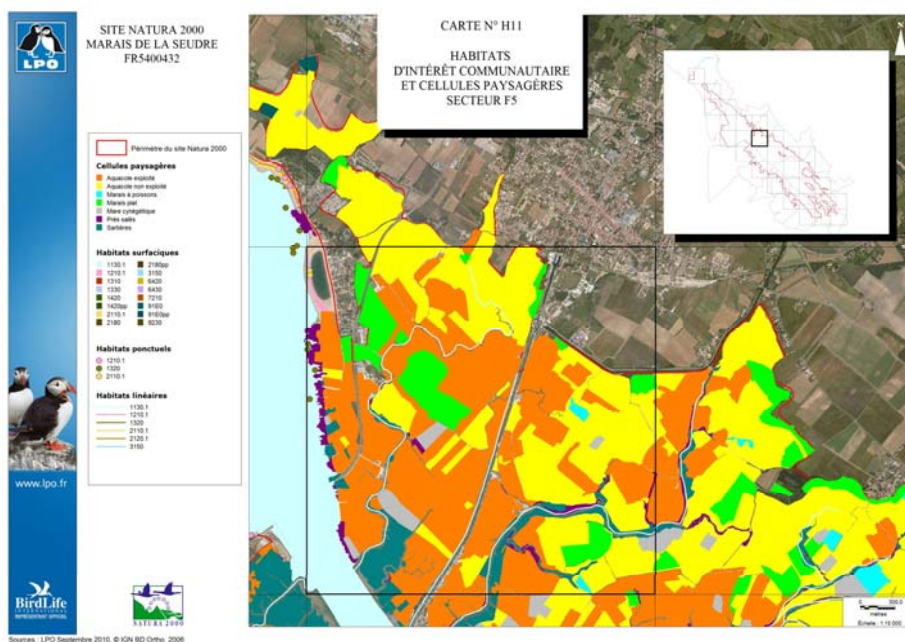 LPO
SITE NATURA 2000
MARAIS DE LA SEUDRE
FR5400432
CARTE N° H11
HABITATS
D'INTÉRÊT COMMUNAUTAIRE
ET CELLULES PAYSAGÈRES
SECTEUR F5
N
Périmètre du site Natura 2000
Cellules paysagères
Aquacole exploité
Aquacole non exploité
Marais à poissons
Marais plat
Mare cynégétique
Prés salés
Sartières
Habitats surfaciques
1130.1 2180pp
1210.1 3150
1310 6420
1330 6430
1420 7210
1420pp 91E0
2110.1 91E0pp
2180 9230
Habitats ponctuels
1210.1
1320
2110.1
Habitats linéaires
1130.1
1210.1
1320
2110.1
2120.1
3150
www.lpo.fr
BirdLife
INTERNATIONAL
NATURA 2000
mètres
Échelle : 1:10 000
Sources : LPO Septembre 2010, © IGN BD Ortho, 2006